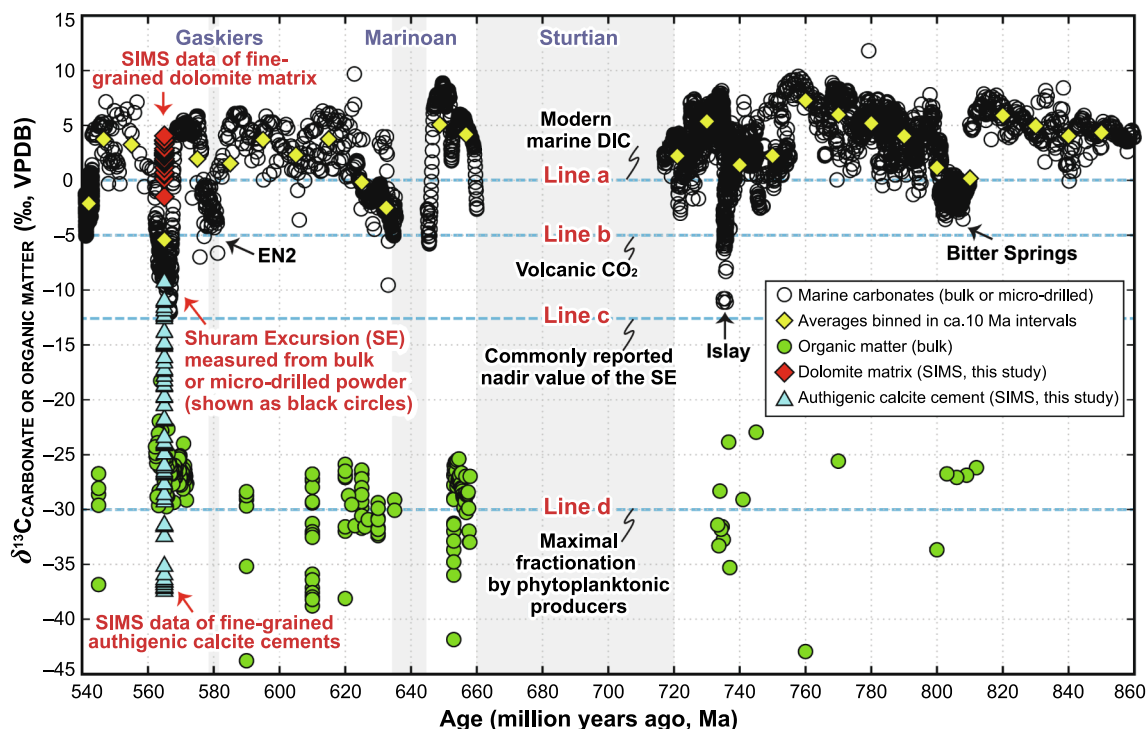 Gaskiers
Marinoan
Sturtian
SIMS data of fine-
grained dolomite matrix
Modern
marine DIC
Line a
Line b
EN2
Volcanic CO₂
Bitter Springs
Line c
Shuram Excursion (SE)
measured from bulk
or micro-drilled powder
(shown as black circles)
Commonly reported
nadir value of the SE
Islay
Marine carbonates (bulk or micro-drilled)
Averages binned in ca.10 Ma intervals
Organic matter (bulk)
Dolomite matrix (SIMS, this study)
Authigenic calcite cement (SIMS, this study)
Line d
Maximal
fractionation
by phytoplanktonic
producers
SIMS data of fine-grained
authigenic calcite cements
δ¹³CCARBONATE OR ORGANIC MATTER (‰, VPDB)
15
10
5
0
−5
−10
−15
−20
−25
−30
−35
−40
−45
540 560 580 600 620 640 660 680 700 720 740 760 780 800 820 840 860
Age (million years ago, Ma)